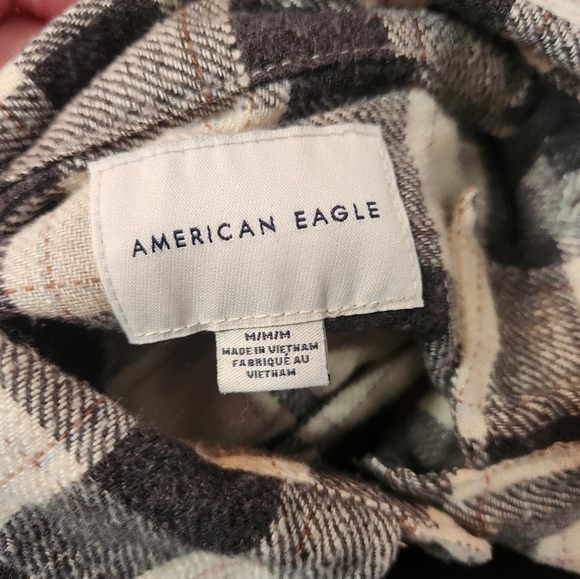 AMERICAN EAGLE
M/M/M
MADE IN VIETNAM
FABRIQUÉ AU
VIETNAM